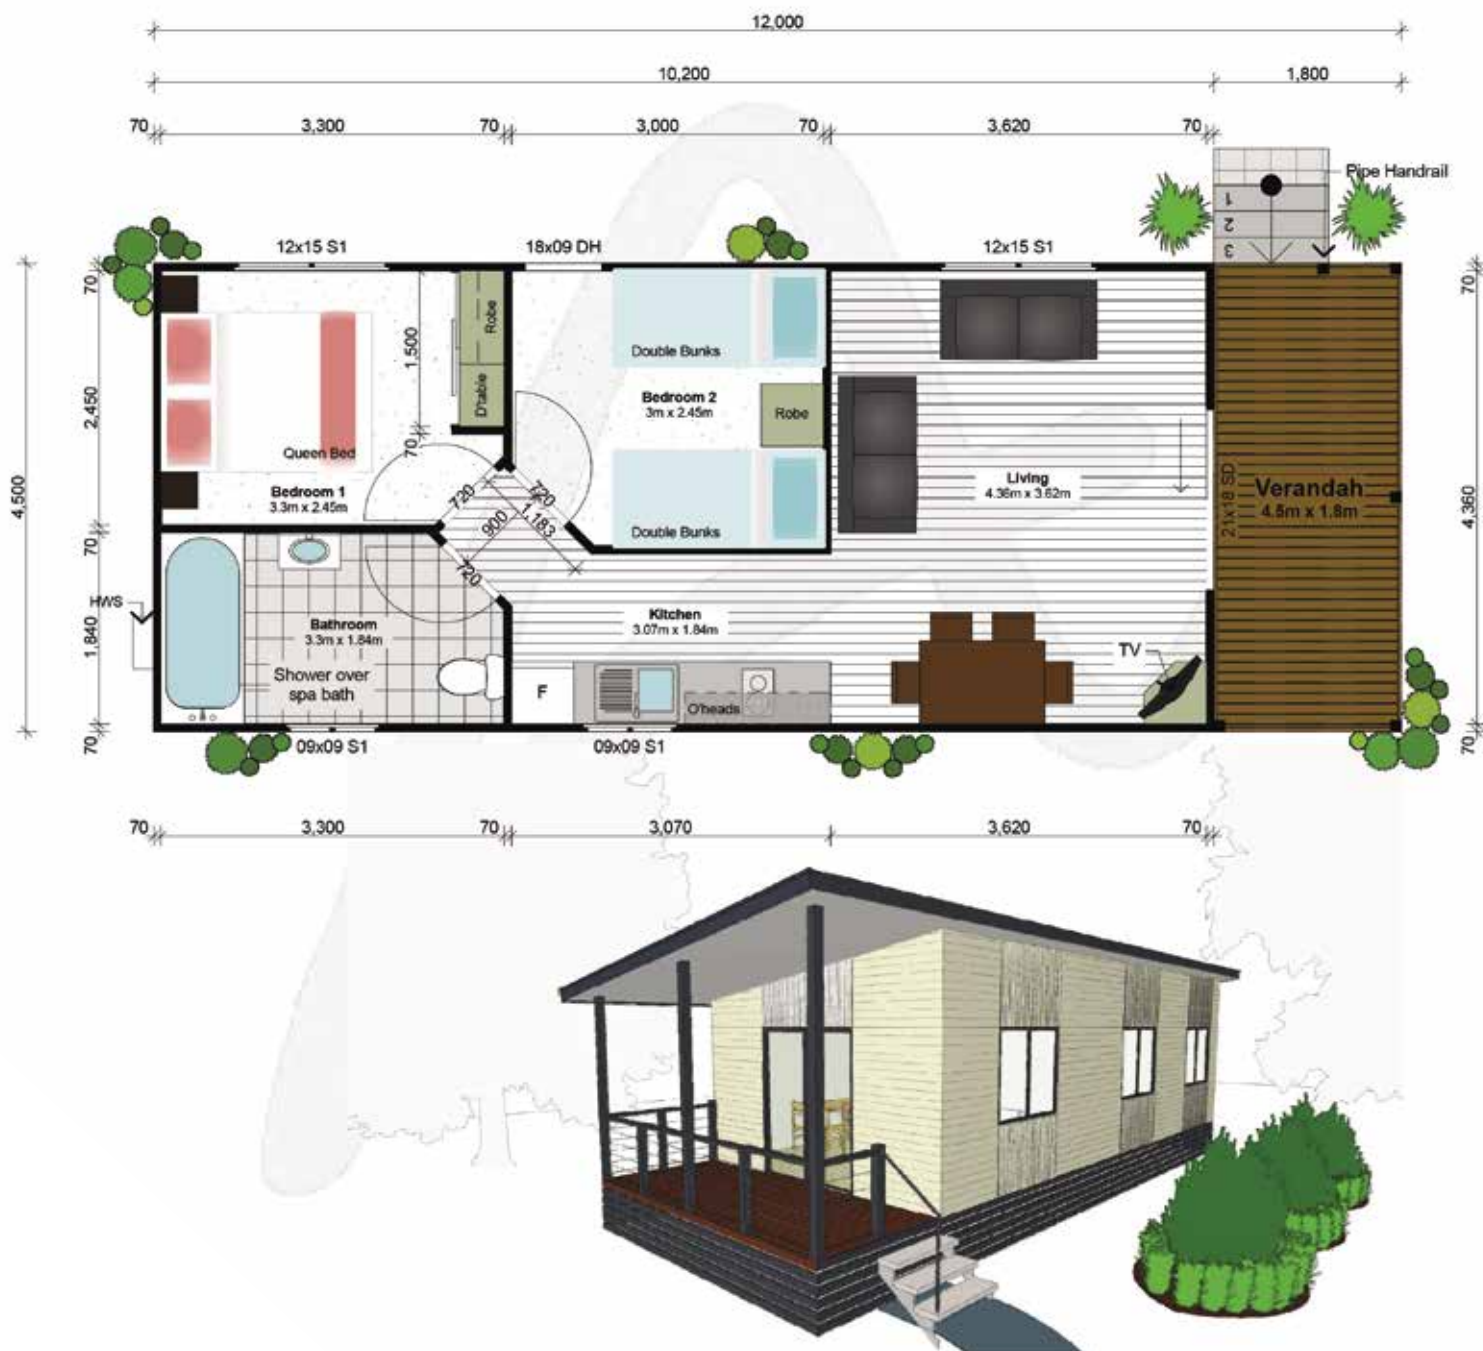 12,000
10,200
1,800
70
3,300
70
3,000
70
3,620
70
Pipe Handrail
1
2
3
12x15 S1
18x09 DH
12x15 S1
4,500
70
2,450
70
1,840
70
Robe
D'table
1,500
70
Queen Bed
Bedroom 1
3.3m x 2.45m
Double Bunks
Bedroom 2
3m x 2.45m
Robe
Double Bunks
720
720
900
1,183
720
Living
4.36m x 3.62m
21x18 SD
Verandah
4.5m x 1.8m
70
4,360
70
HWS
Bathroom
3.3m x 1.84m
Shower over
spa bath
Kitchen
3.07m x 1.84m
F
O'heads
TV
09x09 S1
09x09 S1
70
3,300
70
3,070
3,620
70